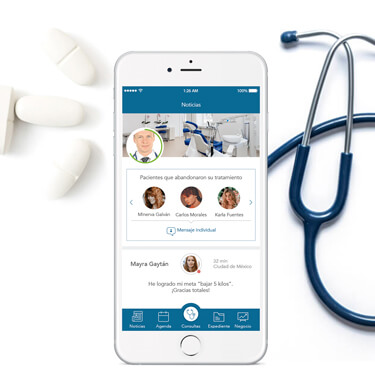 1:26 AM
100%
Noticias
Pacientes que abandonaron su tratamiento
Minerva Galván
Carlos Morales
Karla Fuentes
Mensaje individual
Mayra Gaytán
32 min
Ciudad de México
He logrado mi meta "bajar 5 kilos".
¡Gracias totales!
Noticias
Agenda
Consultas
Expediente
Negocio